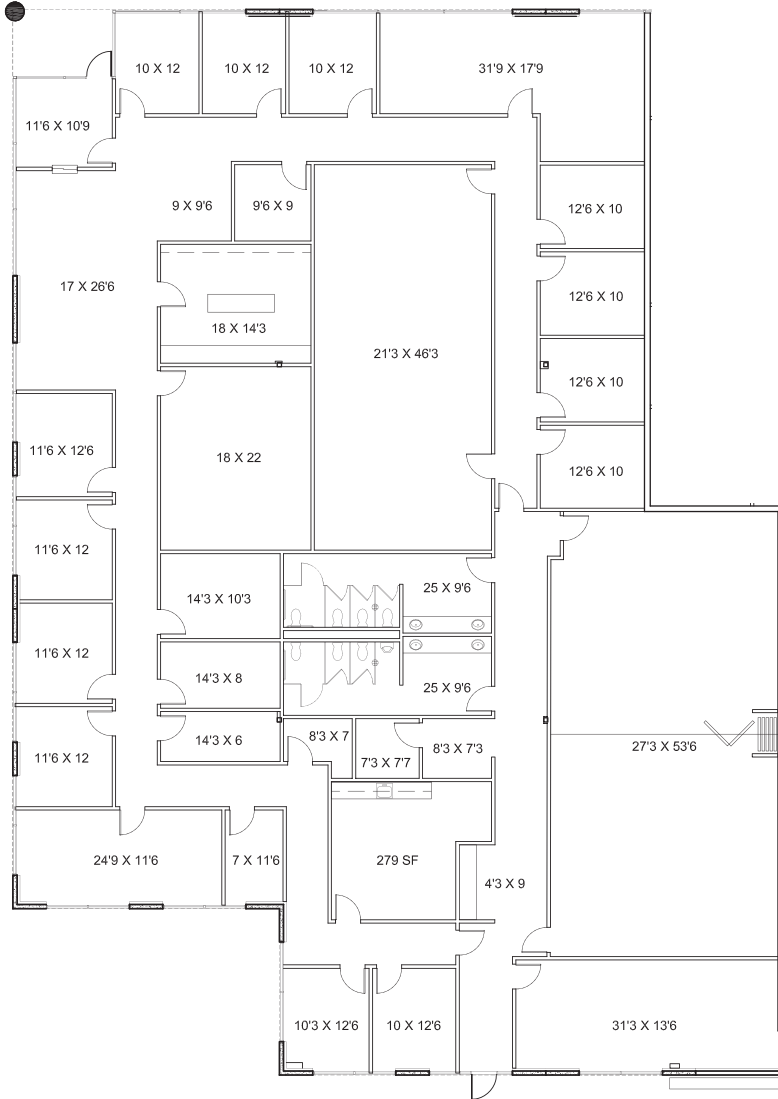 10 X 12
10 X 12
10 X 12
31'9 X 17'9
11'6 X 10'9
9 X 9'6
9'6 X 9
12'6 X 10
17 X 26'6
12'6 X 10
18 X 14'3
21'3 X 46'3
12'6 X 10
11'6 X 12'6
18 X 22
12'6 X 10
11'6 X 12
14'3 X 10'3
25 X 9'6
11'6 X 12
14'3 X 8
25 X 9'6
11'6 X 12
14'3 X 6
8'3 X 7
7'3 X 7'7
8'3 X 7'3
27'3 X 53'6
24'9 X 11'6
7 X 11'6
279 SF
4'3 X 9
10'3 X 12'6
10 X 12'6
31'3 X 13'6